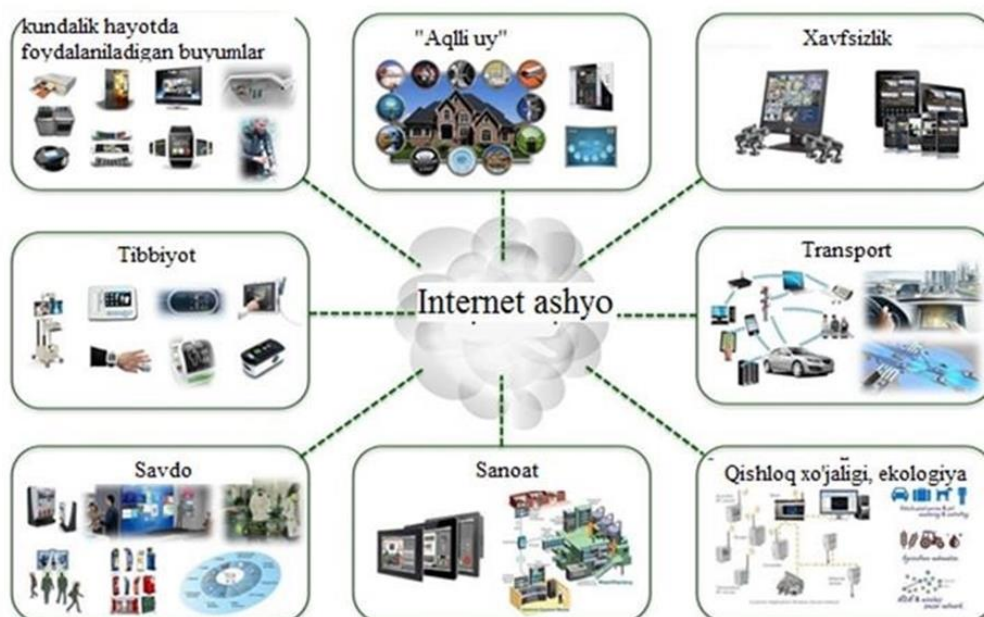 kundalik hayotda
foydalaniladigan buyumlar
"Aqlli uy"
Xavfsizlik
Tibbiyot
Internet ashyo
Transport
Savdo
Sanoat
Qishloq xo'jaligi, ekologiya